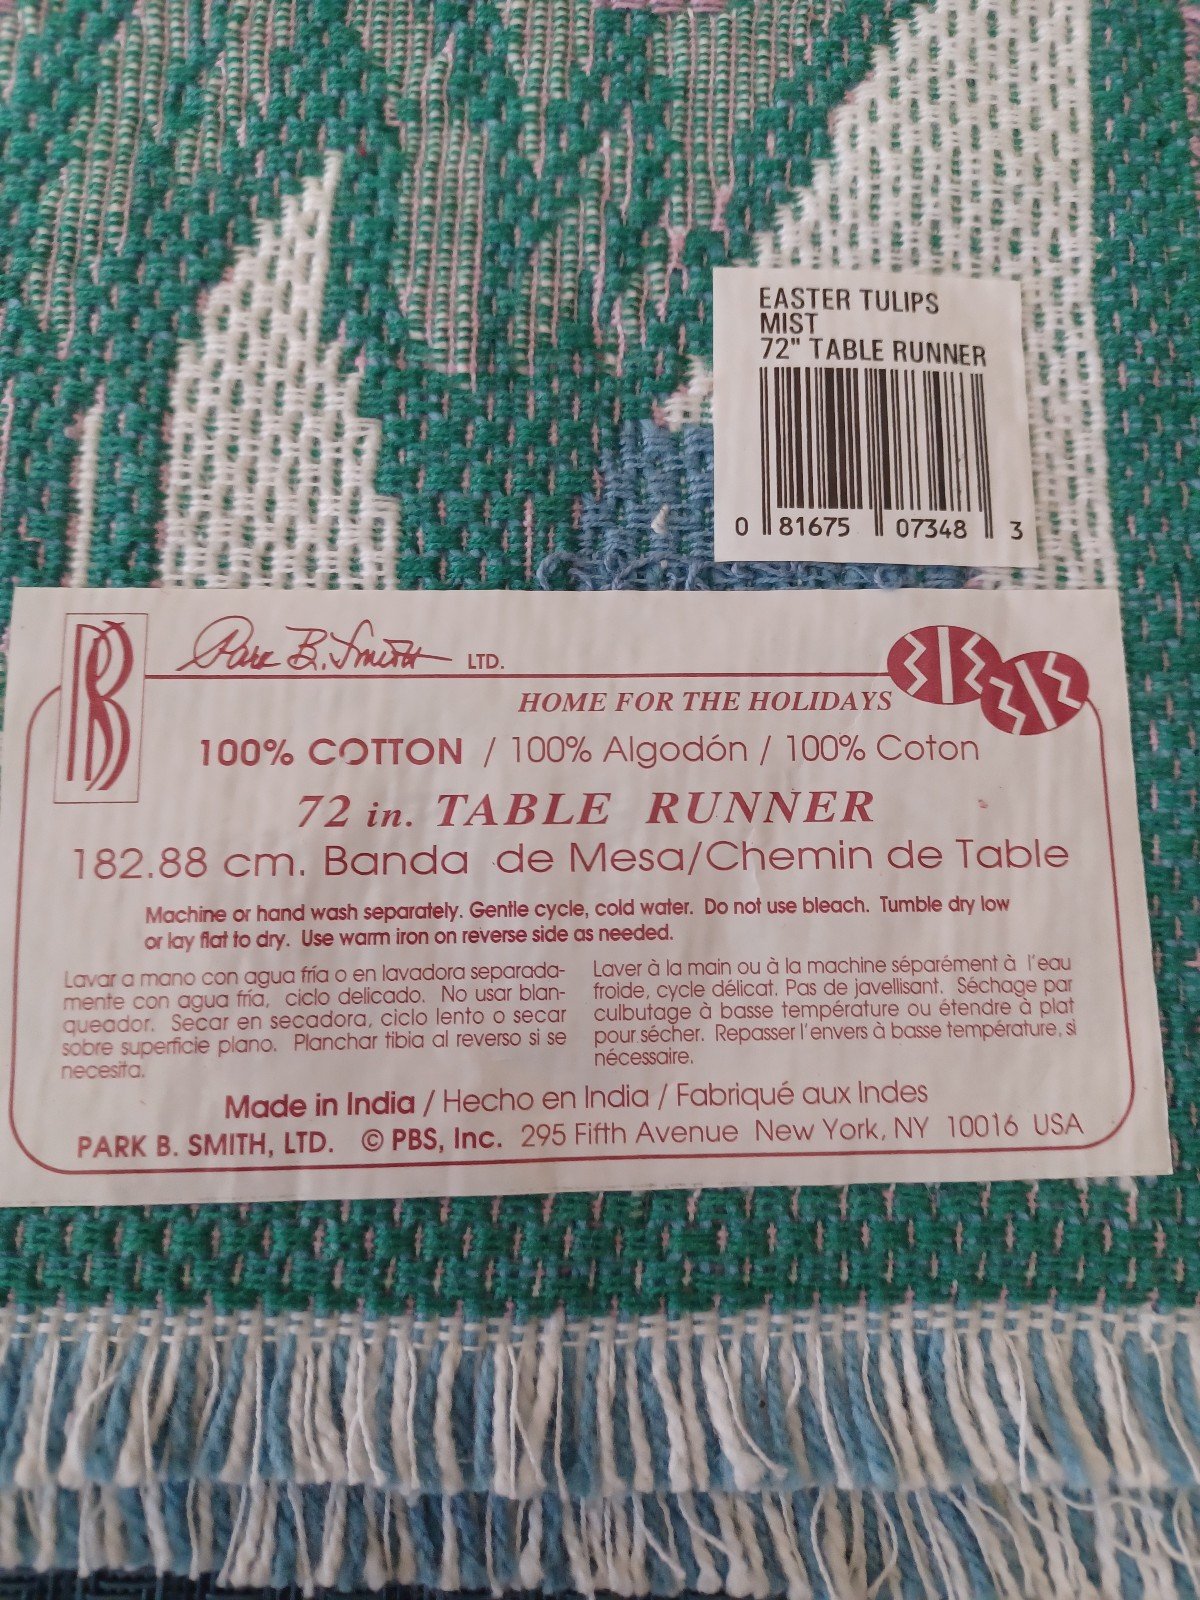 EASTER TULIPS
MIST
72" TABLE RUNNER
0 81675 07348 3
PBS
Park B. Smith LTD.
HOME FOR THE HOLIDAYS
100% COTTON / 100% Algodón / 100% Coton
72 in. TABLE RUNNER
182.88 cm. Banda de Mesa/Chemin de Table
Machine or hand wash separately. Gentle cycle, cold water. Do not use bleach. Tumble dry low
or lay flat to dry. Use warm iron on reverse side as needed.
Lavar a mano con agua fría o en lavadora separada-
mente con agua fría, ciclo delicado. No usar blan-
queador. Secar en secadora, ciclo lento o secar
sobre superficie plano. Planchar tibia al reverso si se
necesita.
Laver à la main ou à la machine séparément à l'eau
froide, cycle délicat. Pas de javellisant. Séchage par
culbutage à basse température ou étendre à plat
pour sécher. Repasser l'envers à basse température, si
nécessaire.
Made in India / Hecho en India / Fabriqué aux Indes
PARK B. SMITH, LTD. © PBS, Inc. 295 Fifth Avenue New York, NY 10016 USA